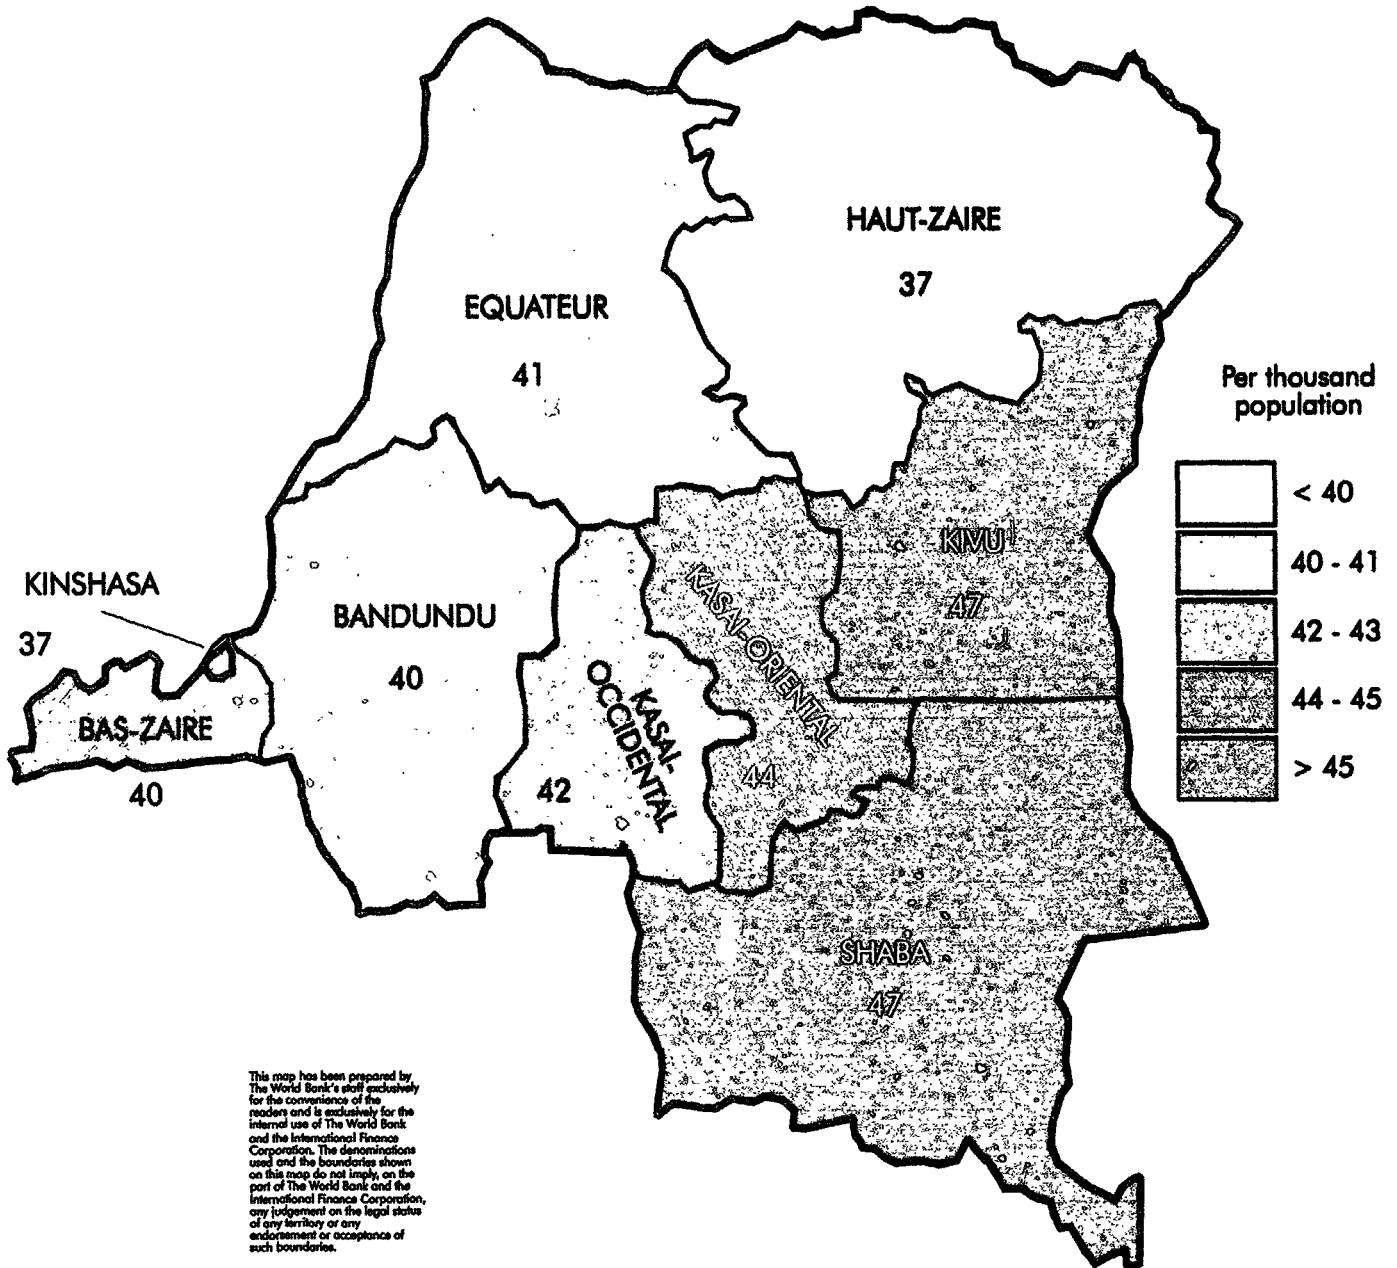 HAUT-ZAIRE
37
EQUATEUR
41
Per thousand
population
< 40
40 - 41
42 - 43
44 - 45
> 45
KIVU
47
KASAI-ORIENTAL
44
KINSHASA
37
BANDUNDU
40
KASAI-
OCCIDENTAL
42
BAS-ZAIRE
40
SHABA
47
This map has been prepared by
The World Bank's staff exclusively
for the convenience of the
readers and is exclusively for the
internal use of The World Bank
and the International Finance
Corporation. The denominations
used and the boundaries shown
on this map do not imply, on the
part of The World Bank and the
International Finance Corporation,
any judgement on the legal status
of any territory or any
endorsement or acceptance of
such boundaries.